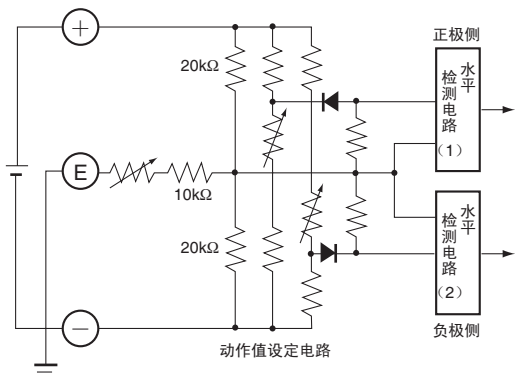 +
正极侧
20kΩ
水平
检测电路
(1)
E
10kΩ
水平
检测电路
(2)
20kΩ
负极侧
−
动作值设定电路